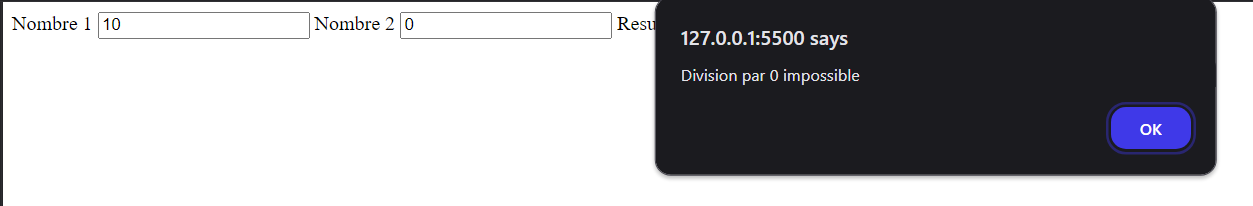 Nombre 1 10 Nombre 2 0 Resu
127.0.0.1:5500 says
Division par 0 impossible
OK